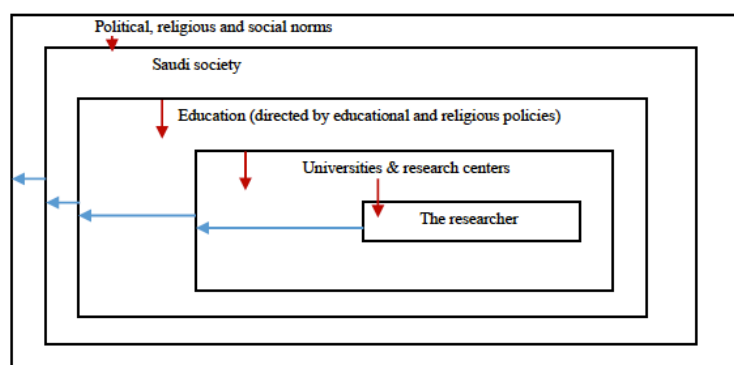 Political, religious and social norms
Saudi society
Education (directed by educational and religious policies)
Universities & research centers
The researcher